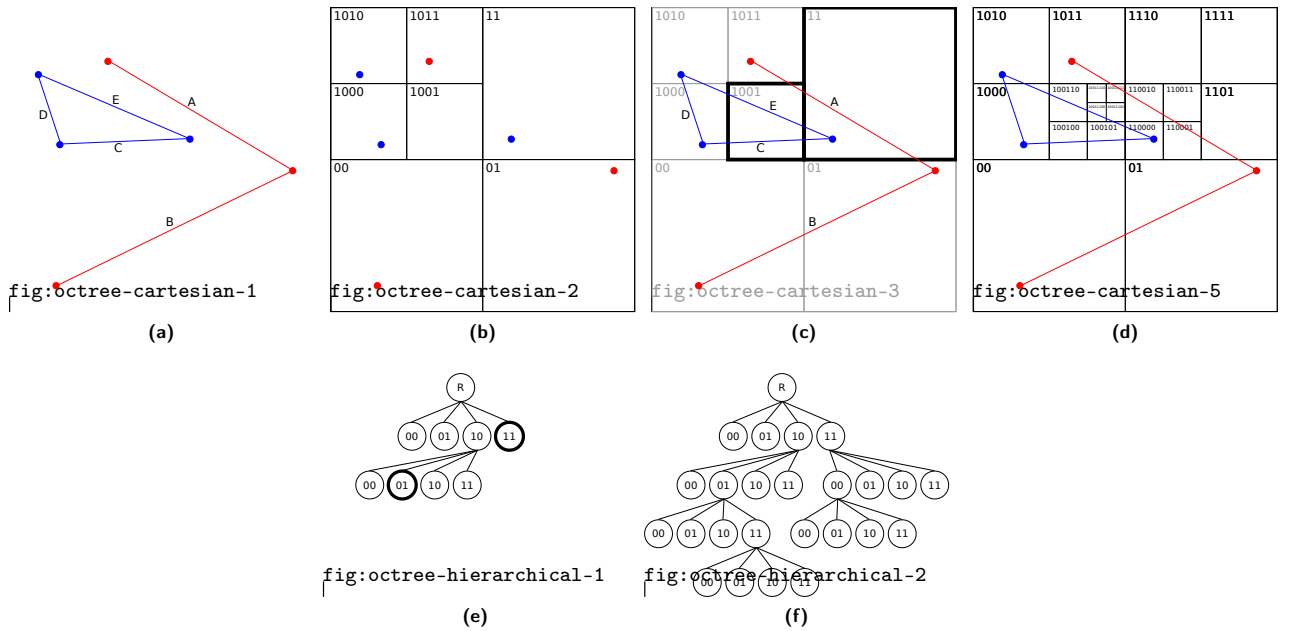 A
E
D
C
B
fig:octree-cartesian-1
(a)
1010 1011 11
1000 1001
00 01
fig:octree-cartesian-2
(b)
1010 1011 11
1000 1001
E A
D
C
00 01
B
fig:octree-cartesian-3
(c)
1010 1011 1110 1111
1000 100110 110010 110011 1101
100100 100101 110000 110001
00 01
fig:octree-cartesian-5
(d)
R
00 01 10 11
00 01 10 11
fig:octree-hierarchical-1
(e)
R
00 01 10 11
00 01 10 11 00 01 10 11
00 01 10 11 00 01 10 11
00 01 10 11
fig:octree-hierarchical-2
(f)